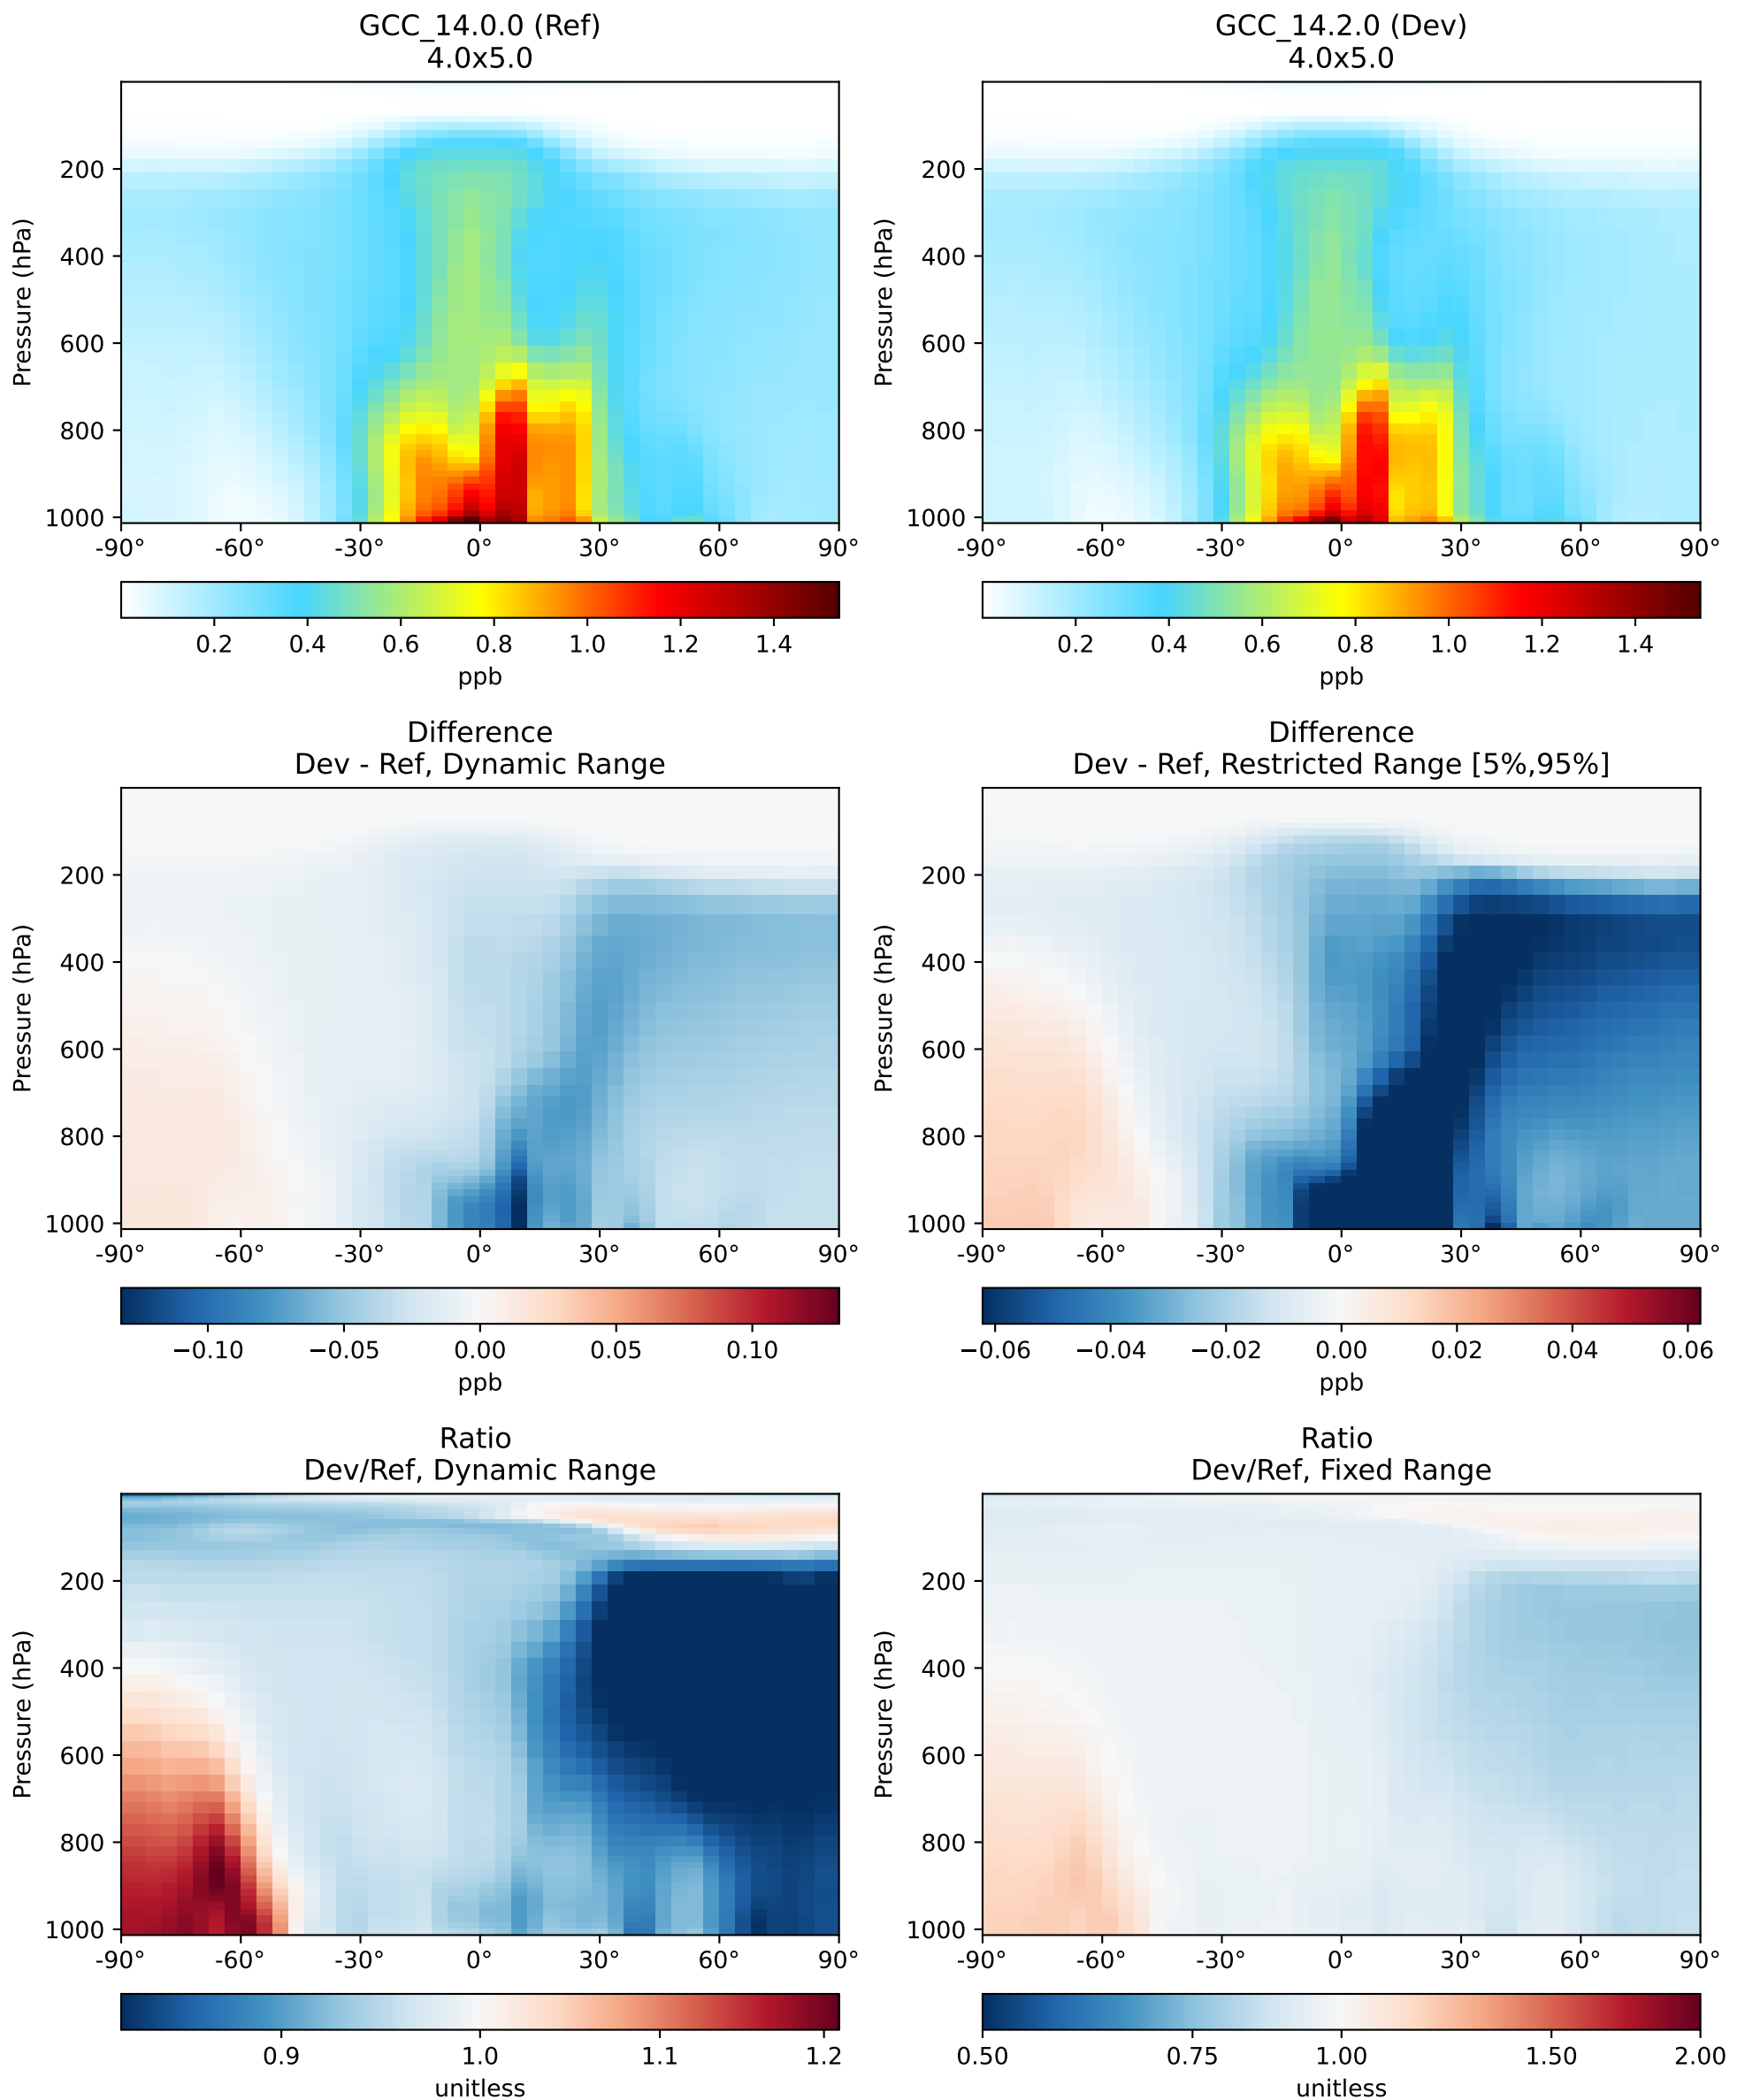 GCC_14.0.0 (Ref)
4.0x5.0
Pressure (hPa)
200
400
600
800
1000
-90° -60° -30° 0° 30° 60° 90°
0.2 0.4 0.6 0.8 1.0 1.2 1.4
ppb
GCC_14.2.0 (Dev)
4.0x5.0
Pressure (hPa)
200
400
600
800
1000
-90° -60° -30° 0° 30° 60° 90°
0.2 0.4 0.6 0.8 1.0 1.2 1.4
ppb
Difference
Dev - Ref, Dynamic Range
Pressure (hPa)
200
400
600
800
1000
-90° -60° -30° 0° 30° 60° 90°
−0.10 −0.05 0.00 0.05 0.10
ppb
Difference
Dev - Ref, Restricted Range [5%,95%]
Pressure (hPa)
200
400
600
800
1000
-90° -60° -30° 0° 30° 60° 90°
−0.06 −0.04 −0.02 0.00 0.02 0.04 0.06
ppb
Ratio
Dev/Ref, Dynamic Range
Pressure (hPa)
200
400
600
800
1000
-90° -60° -30° 0° 30° 60° 90°
0.9 1.0 1.1 1.2
unitless
Ratio
Dev/Ref, Fixed Range
Pressure (hPa)
200
400
600
800
1000
-90° -60° -30° 0° 30° 60° 90°
0.50 0.75 1.00 1.50 2.00
unitless